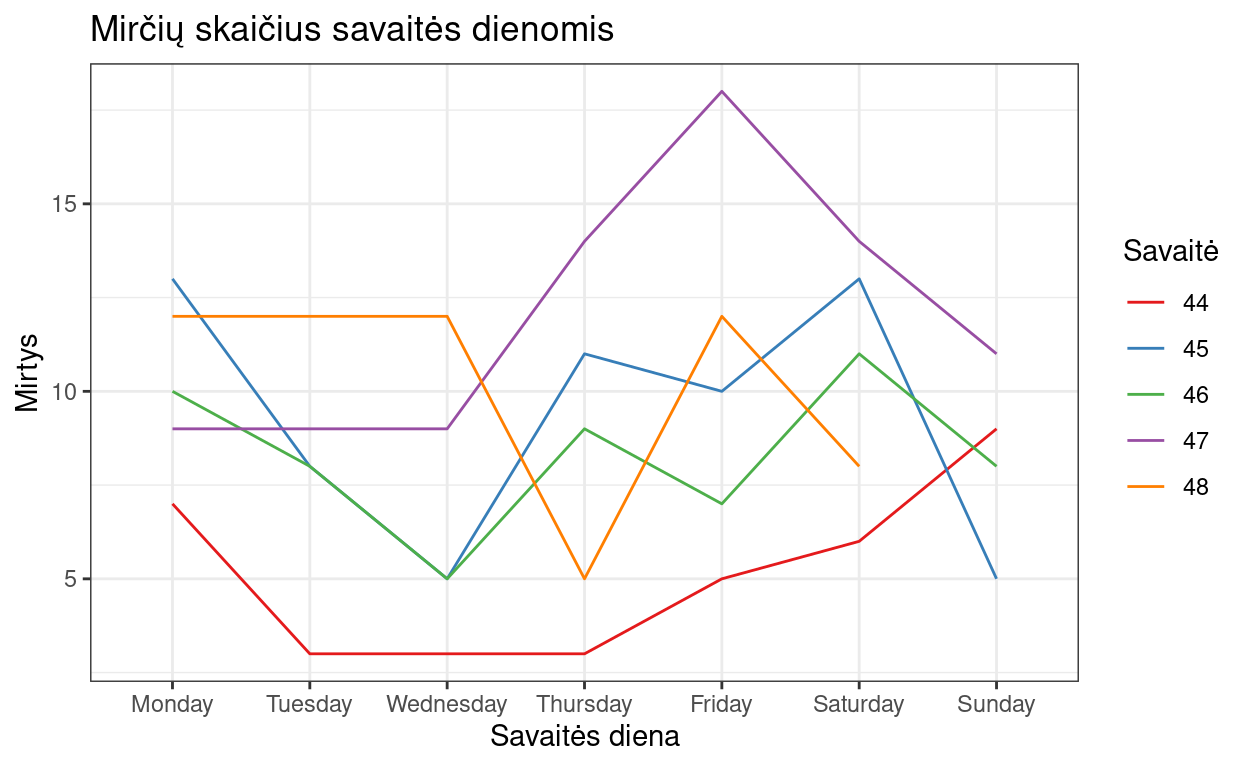 Mirčių skaičius savaitės dienomis
Mirtys
15
10
5
Monday Tuesday Wednesday Thursday Friday Saturday Sunday
Savaitės diena
Savaitė
44
45
46
47
48